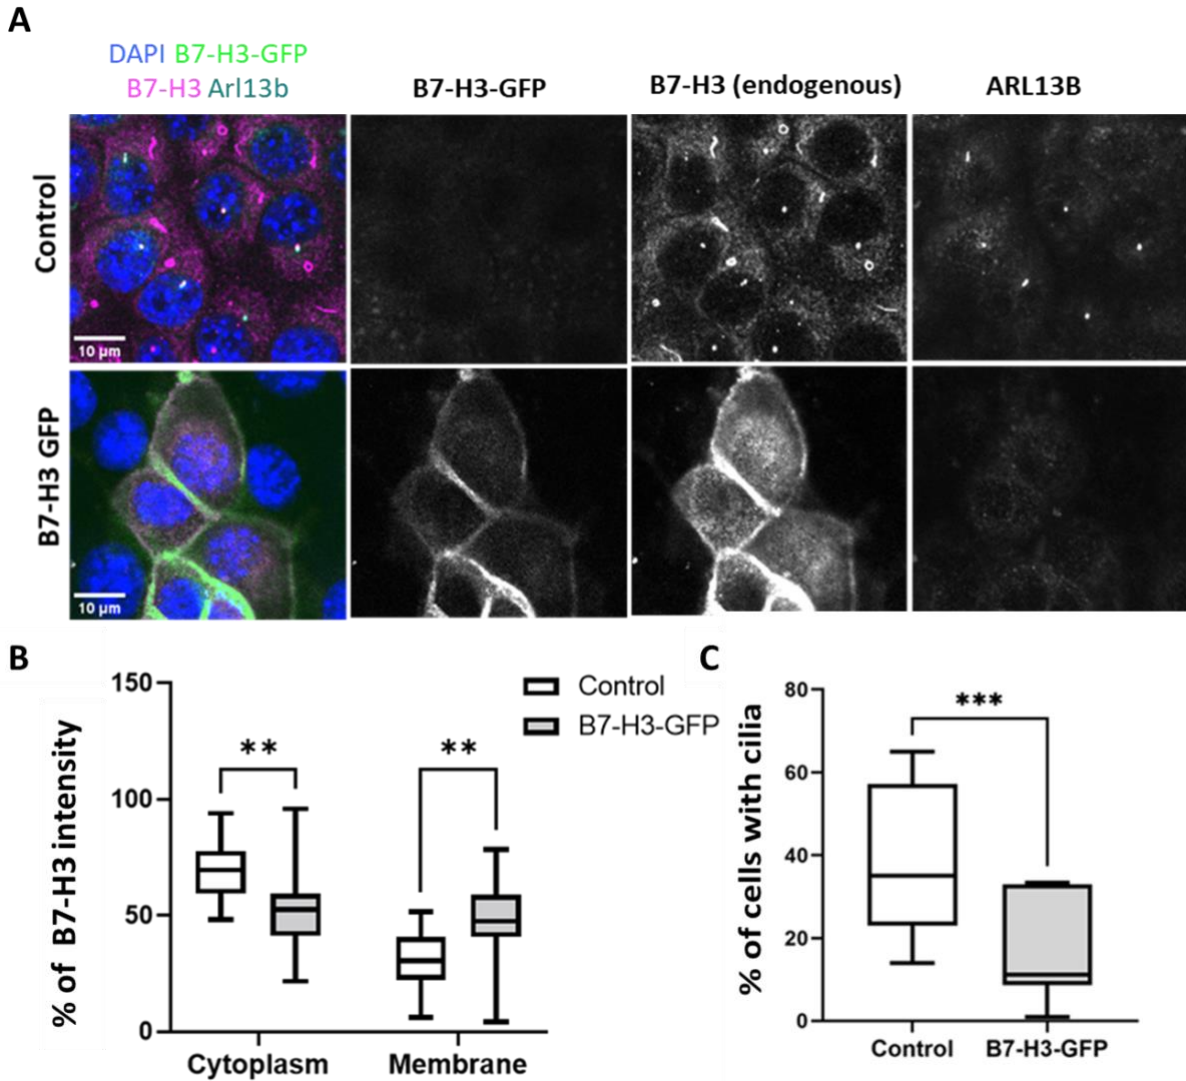 A
DAPI B7-H3-GFP
B7-H3 Arl13b
B7-H3-GFP
B7-H3 (endogenous)
ARL13B
Control
10 µm
B7-H3 GFP
10 µm
B
% of B7-H3 intensity
150
100
50
0
**
**
Control
B7-H3-GFP
Cytoplasm
Membrane
C
% of cells with cilia
80
60
40
20
0
***
Control
B7-H3-GFP